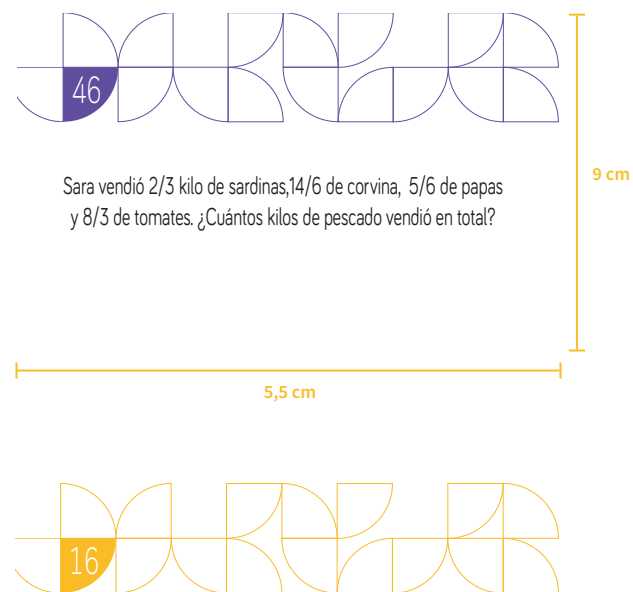 46
Sara vendió 2/3 kilo de sardinas,14/6 de corvina, 5/6 de papas
y 8/3 de tomates. ¿Cuántos kilos de pescado vendió en total?
9 cm
5,5 cm
16